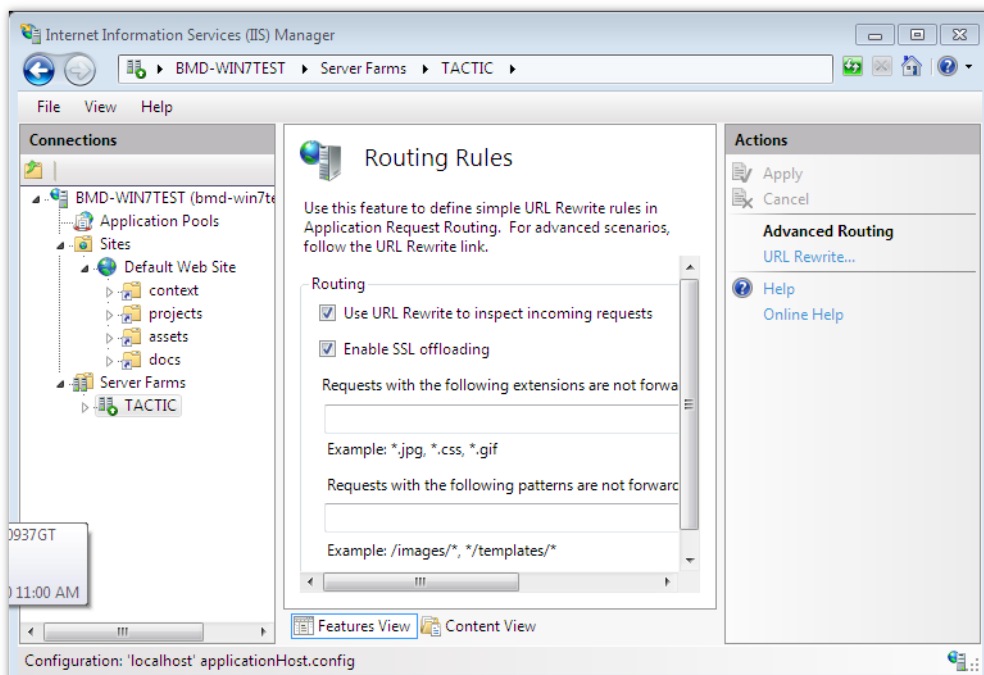 Internet Information Services (IIS) Manager
BMD-WIN7TEST
Server Farms
TACTIC
File View Help
Connections
BMD-WIN7TEST (bmd-win7te
Application Pools
Sites
Default Web Site
context
projects
assets
docs
Server Farms
TACTIC
0937GT
) 11:00 AM
Routing Rules
Use this feature to define simple URL Rewrite rules in
Application Request Routing. For advanced scenarios,
follow the URL Rewrite link.
Routing
Use URL Rewrite to inspect incoming requests
Enable SSL offloading
Requests with the following extensions are not forwa
Example: *.jpg, *.css, *.gif
Requests with the following patterns are not forwarc
Example: /images/*, */templates/*
Features View
Content View
Actions
Apply
Cancel
Advanced Routing
URL Rewrite...
Help
Online Help
Configuration: 'localhost' applicationHost.config